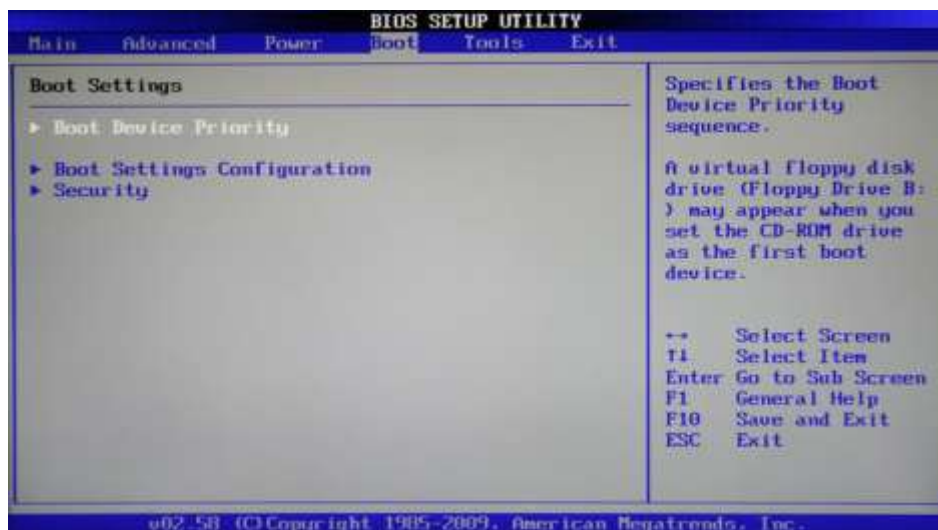 BIOS SETUP UTILITY
Main Advanced Power Boot Tools Exit
Boot Settings
Boot Device Priority
Boot Settings Configuration
Security
Specifies the Boot
Device Priority
sequence.
A virtual floppy disk
drive (Floppy Drive B:
) may appear when you
set the CD-ROM drive
as the first boot
device.
←→ Select Screen
↑↓ Select Item
Enter Go to Sub Screen
F1 General Help
F10 Save and Exit
ESC Exit
v02.58 (C)Copyright 1985-2009, American Megatrends, Inc.